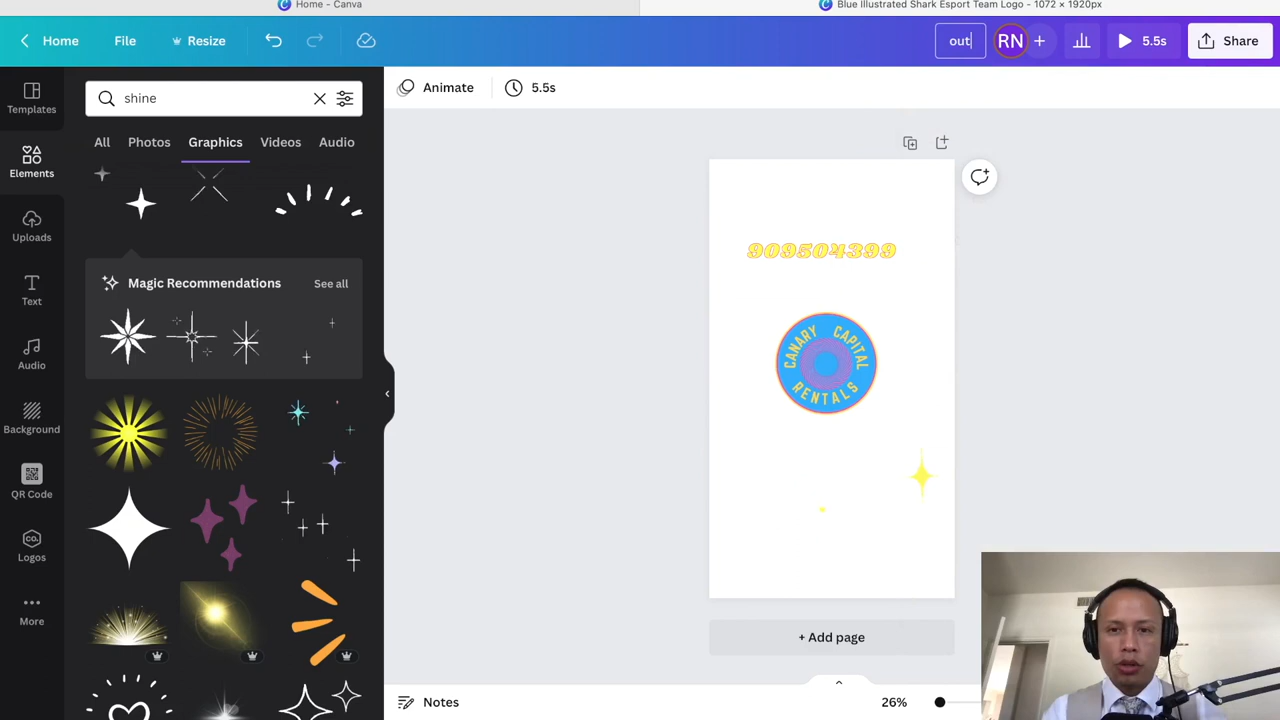 Home - Canva
Blue Illustrated Shark Esport Team Logo - 1072 × 1920px
Home
File
Resize
out
RN
+
5.5s
Share
Templates
Elements
Uploads
Text
Audio
Background
QR Code
CO.
Logos
More
shine
All
Photos
Graphics
Videos
Audio
Magic Recommendations
See all
Animate
5.5s
909504399
CANARY CAPITAL
RENTALS
+ Add page
Notes
26%